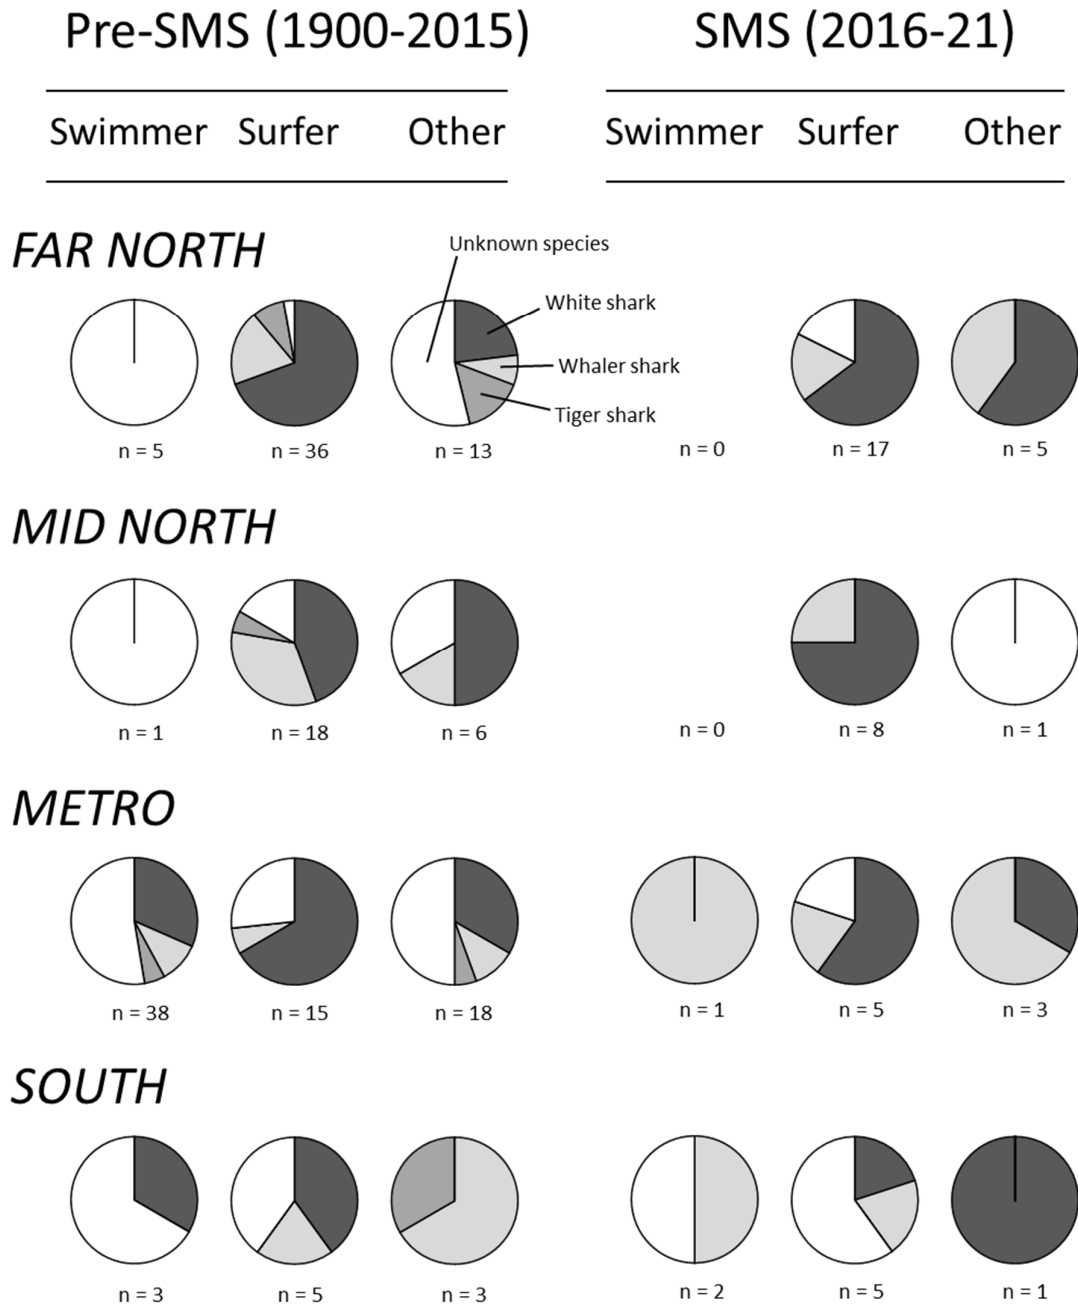 Pre-SMS (1900-2015) SMS (2016-21)
Swimmer Surfer Other Swimmer Surfer Other
FAR NORTH
Unknown species
White shark
Whaler shark
Tiger shark
n = 5 n = 36 n = 13 n = 0 n = 17 n = 5
MID NORTH
n = 1 n = 18 n = 6 n = 0 n = 8 n = 1
METRO
n = 38 n = 15 n = 18 n = 1 n = 5 n = 3
SOUTH
n = 3 n = 5 n = 3 n = 2 n = 5 n = 1